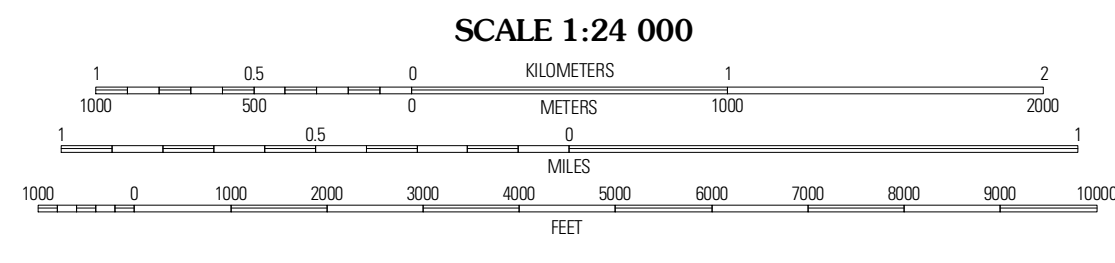 SCALE 1:24 000
1 0.5 0 KILOMETERS 1 2
1000 500 0 METERS 1000 2000
1 0.5 0 1
MILES
1000 0 1000 2000 3000 4000 5000 6000 7000 8000 9000 10000
FEET